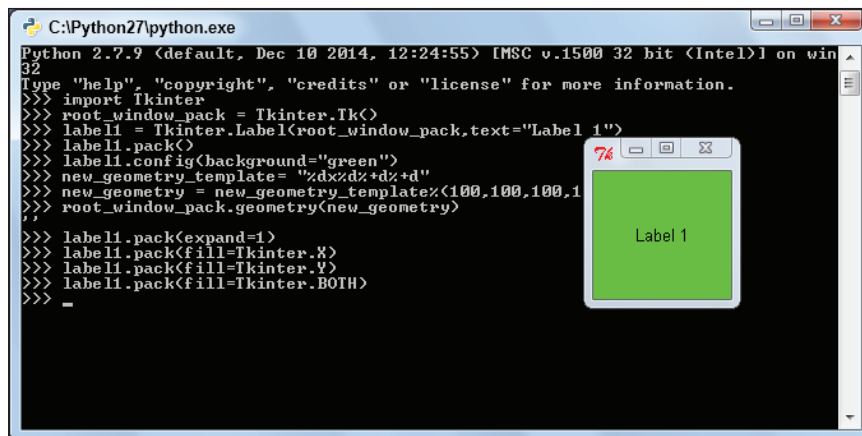 C:\Python27\python.exe
Python 2.7.9 (default, Dec 10 2014, 12:24:55) [MSC v.1500 32 bit (Intel)] on win
32
Type "help", "copyright", "credits" or "license" for more information.
>>> import Tkinter
>>> root_window_pack = Tkinter.Tk()
>>> label1 = Tkinter.Label(root_window_pack,text="Label 1")
>>> label1.pack()
>>> label1.config(background="green")
>>> new_geometry_template= "%dx%d%+d%+d"
>>> new_geometry = new_geometry_template%(100,100,100,1
>>> root_window_pack.geometry(new_geometry)
''
>>> label1.pack(expand=1)
>>> label1.pack(fill=Tkinter.X)
>>> label1.pack(fill=Tkinter.Y)
>>> label1.pack(fill=Tkinter.BOTH)
>>> _
Tk
Label 1